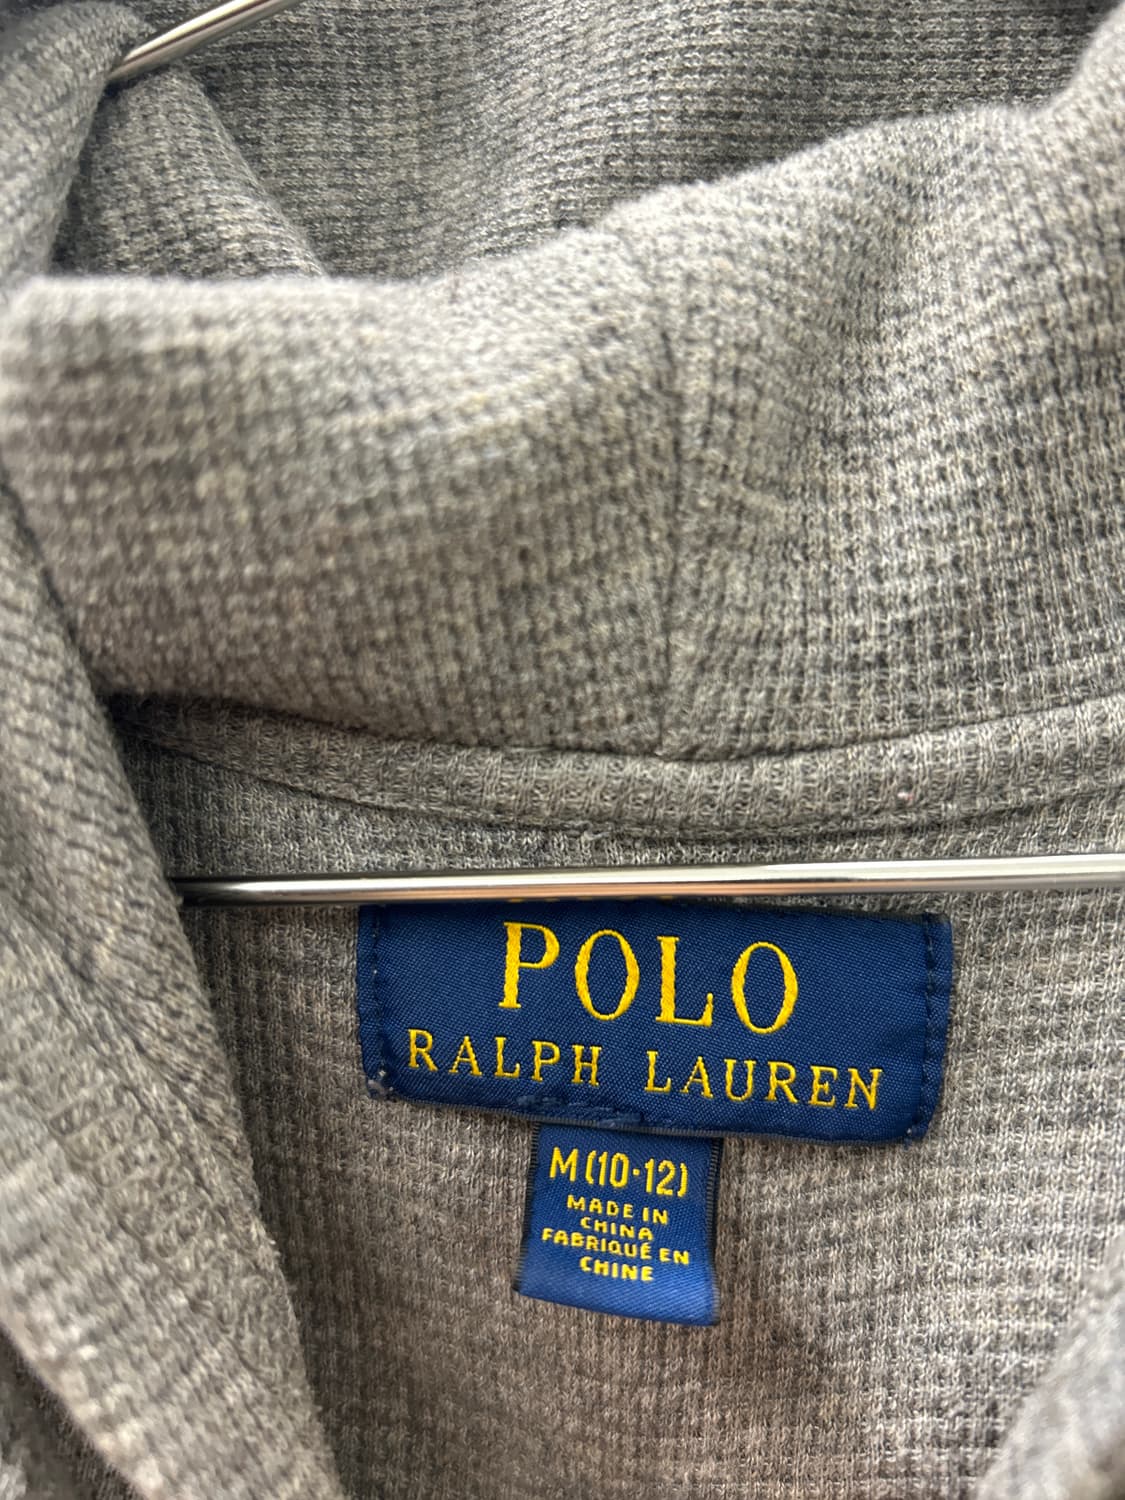 POLO
RALPH LAUREN
M (10-12)
MADE IN
CHINA
FABRIQUÉ EN
CHINE